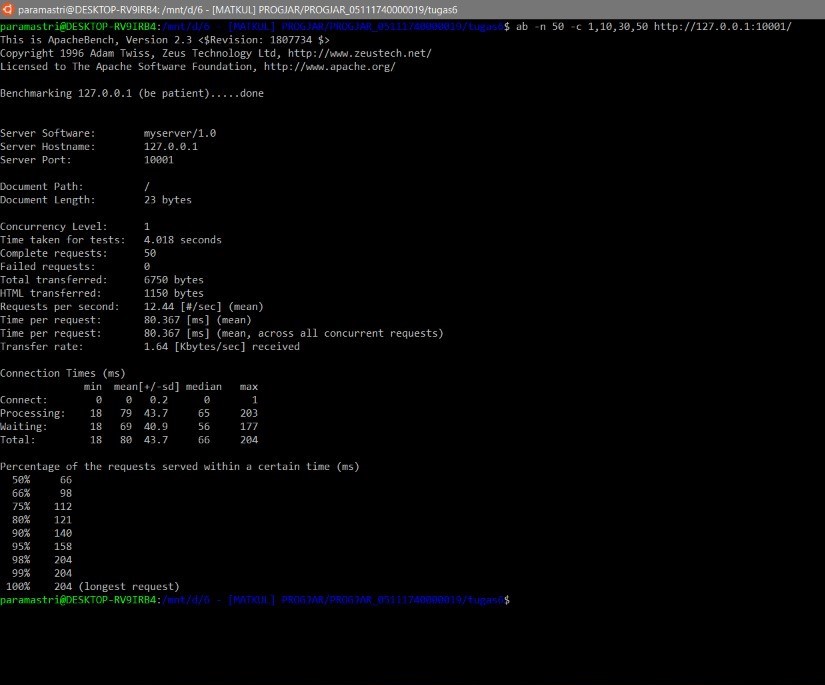 paramastri@DESKTOP-RV9IRB4: /mnt/d/6 - [MATKUL] PROGJAR/PROGJAR_05111740000019/tugas6
paramastri@DESKTOP-RV9IRB4:/mnt/d/6 - [MATKUL] PROGJAR/PROGJAR_05111740000019/tugas6$ ab -n 50 -c 1,10,30,50 http://127.0.0.1:10001/
This is ApacheBench, Version 2.3 <$Revision: 1807734 $>
Copyright 1996 Adam Twiss, Zeus Technology Ltd, http://www.zeustech.net/
Licensed to The Apache Software Foundation, http://www.apache.org/
Benchmarking 127.0.0.1 (be patient).....done
Server Software: myserver/1.0
Server Hostname: 127.0.0.1
Server Port: 10001
Document Path: /
Document Length: 23 bytes
Concurrency Level: 1
Time taken for tests: 4.018 seconds
Complete requests: 50
Failed requests: 0
Total transferred: 6750 bytes
HTML transferred: 1150 bytes
Requests per second: 12.44 [#/sec] (mean)
Time per request: 80.367 [ms] (mean)
Time per request: 80.367 [ms] (mean, across all concurrent requests)
Transfer rate: 1.64 [Kbytes/sec] received
Connection Times (ms)
min mean[+/-sd] median max
Connect: 0 0 0.2 0 1
Processing: 18 79 43.7 65 203
Waiting: 18 69 40.9 56 177
Total: 18 80 43.7 66 204
Percentage of the requests served within a certain time (ms)
50% 66
66% 98
75% 112
80% 121
90% 140
95% 158
98% 204
99% 204
100% 204 (longest request)
paramastri@DESKTOP-RV9IRB4:/mnt/d/6 - [MATKUL] PROGJAR/PROGJAR_05111740000019/tugas6$